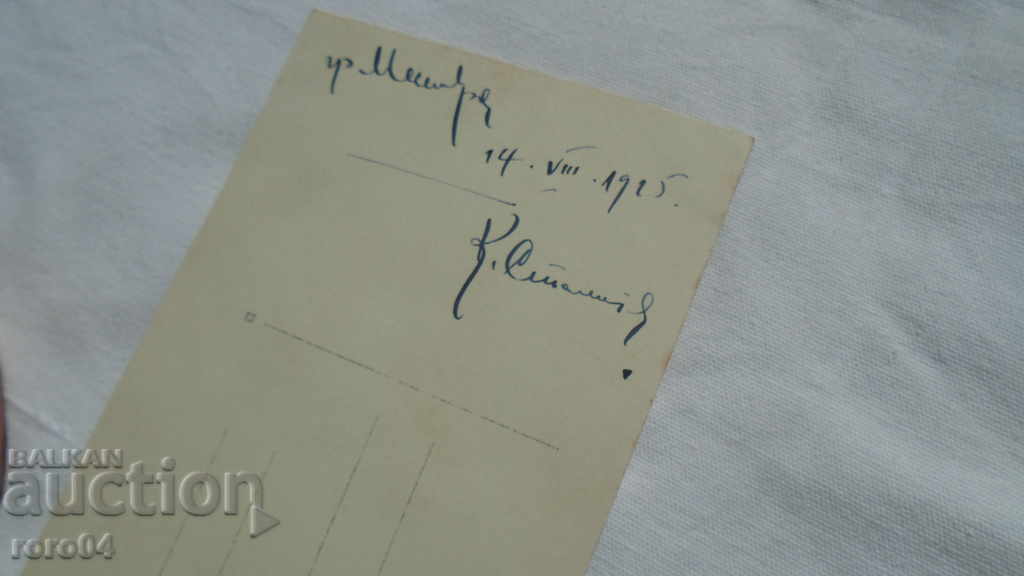 гр.
14. VIII. 1925.
К.
BALKAN
auction
roro04